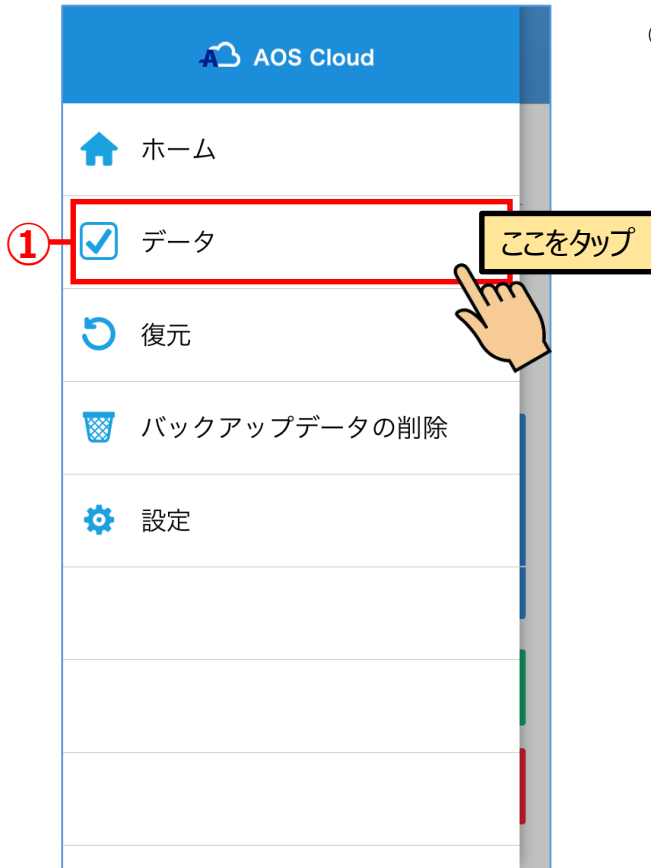 AOS Cloud
ホーム
① データ
ここをタップ
復元
バックアップデータの削除
設定